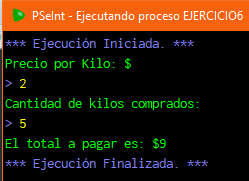 PSeInt - Ejecutando proceso EJERCICIO6
*** Ejecución Iniciada. ***
Precio por Kilo: $
> 2
Cantidad de kilos comprados:
> 5
El total a pagar es: $9
*** Ejecución Finalizada. ***